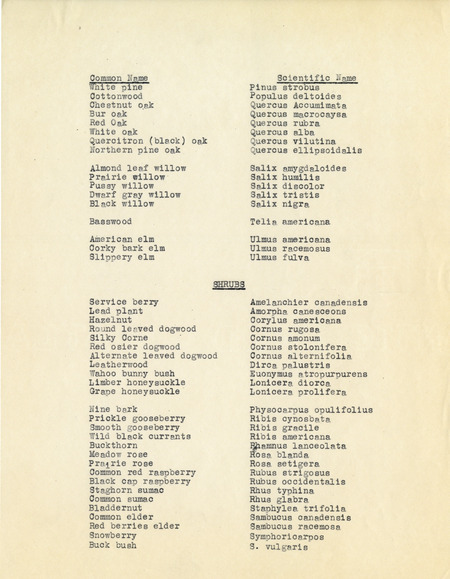 Common Name Scientific Name
White pine Pinus strobus
Cottonwood Populus deltoides
Chestnut oak Quercus Accumimata
Bur oak Quercus macrocaysa
Red Oak Quercus rubra
White oak Quercus alba
Quercitron (black) oak Quercus vilutina
Northern pine oak Quercus ellipsoidalis
Almond leaf willow Salix amygdaloides
Prairie willow Salix humilis
Pussy willow Salix discolor
Dwarf gray willow Salix tristis
Black willow Salix nigra
Basswood Telia americana
American elm Ulmus americana
Corky bark elm Ulmus racemosus
Slippery elm Ulmus fulva
SHRUBS
Service berry Amelanchier canadensis
Lead plant Amorpha canesceons
Hazelnut Corylus americana
Round leaved dogwood Cornus rugosa
Silky Corne Cornus amonum
Red osier dogwood Cornus stolonifera
Alternate leaved dogwood Cornus alternifolia
Leatherwood Dirca palustris
Wahoo bunny bush Euonymus atropurpurens
Limber honeysuckle Lonicera diorca
Grape honeysuckle Lonicera prolifera
Nine bark Physocarpus opulifolius
Prickle gooseberry Ribis cynosbata
Smooth gooseberry Ribis gracile
Wild black currants Ribis americana
Buckthorn Rhamnus lanceolata
Meadow rose Rosa blanda
Prairie rose Rosa setigera
Common red raspberry Rubus strigosus
Black cap raspberry Rubus occidentalis
Staghorn sumac Rhus typhina
Common sumac Rhus glabra
Bladdernut Staphylea trifolia
Common elder Sambucus canadensis
Red berries elder Sambucus racemosa
Snowberry Symphoricarpos
Buck bush S. vulgaris